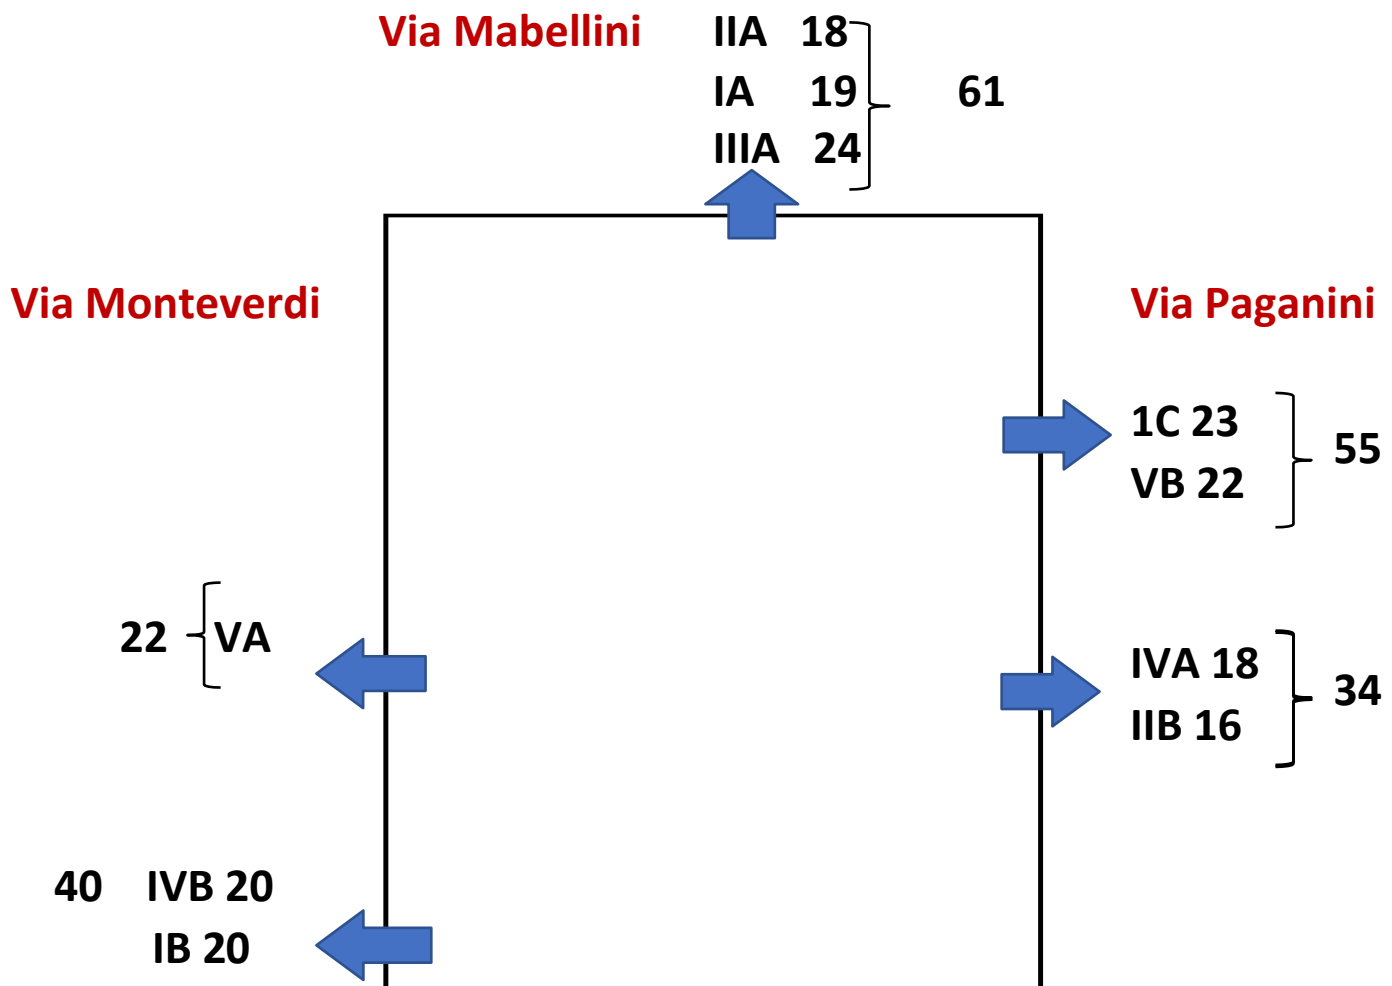 Via Mabellini IIA 18
IA 19 61
IIIA 24
Via Monteverdi Via Paganini
1C 23
55
VB 22
22 VA
IVA 18
34
IIB 16
40 IVB 20
IB 20